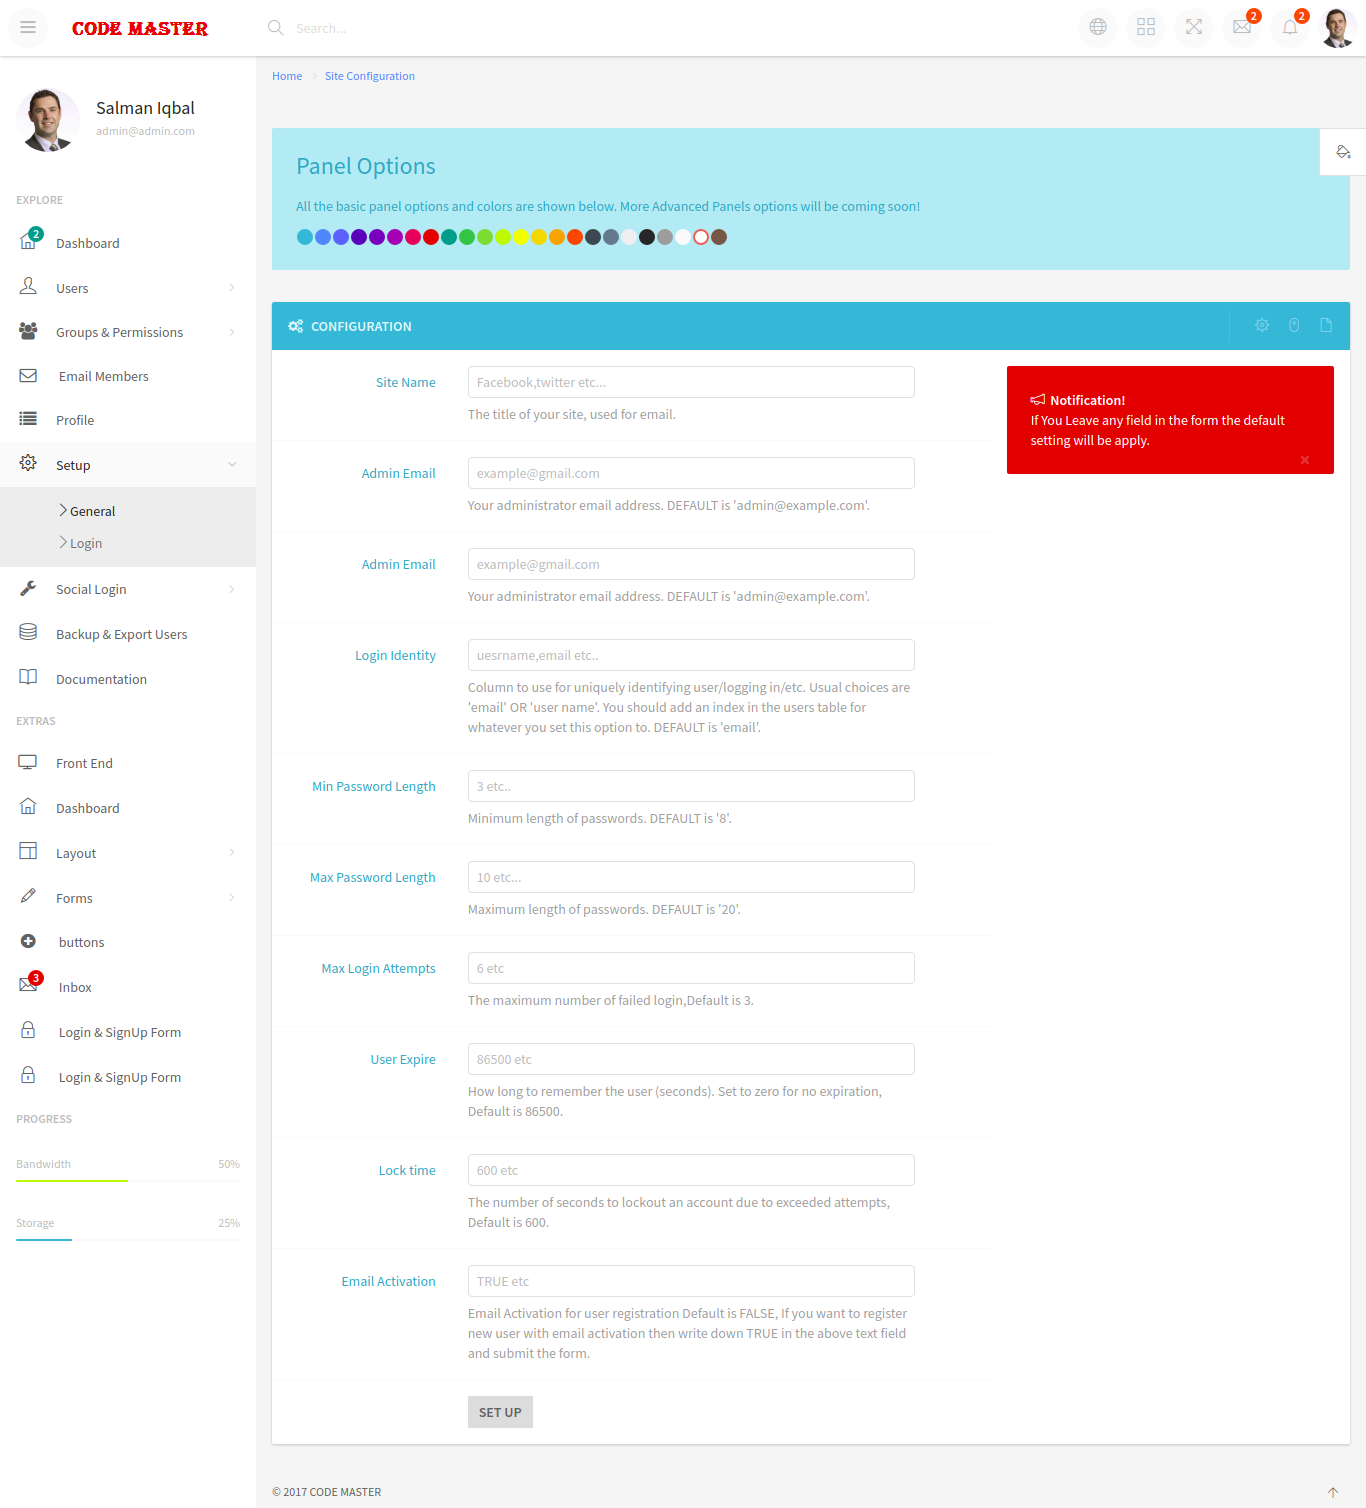 CODE MASTER
Search...
2
2
Home
Site Configuration
Salman Iqbal
admin@admin.com
EXPLORE
2
Dashboard
Users
Groups & Permissions
Email Members
Profile
Setup
General
Login
Social Login
Backup & Export Users
Documentation
EXTRAS
Front End
Dashboard
Layout
Forms
buttons
3
Inbox
Login & SignUp Form
Login & SignUp Form
PROGRESS
Bandwidth 50%
Storage 25%
Panel Options
All the basic panel options and colors are shown below. More Advanced Panels options will be coming soon!
CONFIGURATION
Site Name
Facebook,twitter etc...
The title of your site, used for email.
Admin Email
example@gmail.com
Your administrator email address. DEFAULT is 'admin@example.com'.
Admin Email
example@gmail.com
Your administrator email address. DEFAULT is 'admin@example.com'.
Login Identity
uesrname,email etc..
Column to use for uniquely identifying user/logging in/etc. Usual choices are
'email' OR 'user name'. You should add an index in the users table for
whatever you set this option to. DEFAULT is 'email'.
Min Password Length
3 etc..
Minimum length of passwords. DEFAULT is '8'.
Max Password Length
10 etc...
Maximum length of passwords. DEFAULT is '20'.
Max Login Attempts
6 etc
The maximum number of failed login,Default is 3.
User Expire
86500 etc
How long to remember the user (seconds). Set to zero for no expiration,
Default is 86500.
Lock time
600 etc
The number of seconds to lockout an account due to exceeded attempts,
Default is 600.
Email Activation
TRUE etc
Email Activation for user registration Default is FALSE, If you want to register
new user with email activation then write down TRUE in the above text field
and submit the form.
SET UP
Notification!
If You Leave any field in the form the default
setting will be apply.
×
© 2017 CODE MASTER